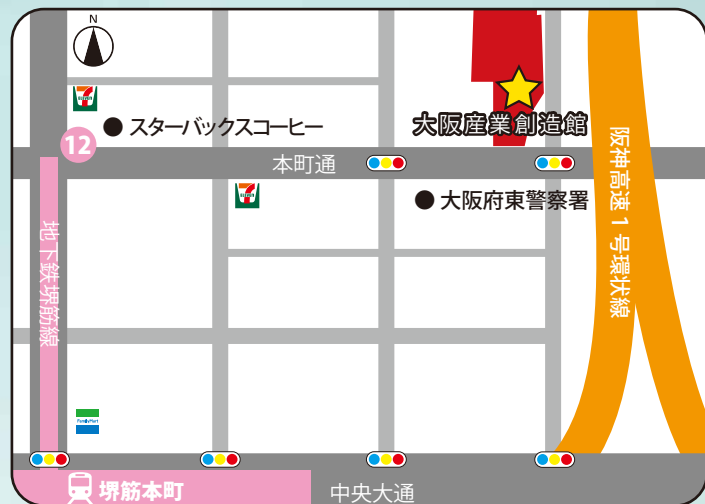 N
スターバックスコーヒー
大阪産業創造館
12
本町通
大阪府東警察署
地下鉄堺筋線
阪神高速1号環状線
FamilyMart
堺筋本町
中央大通